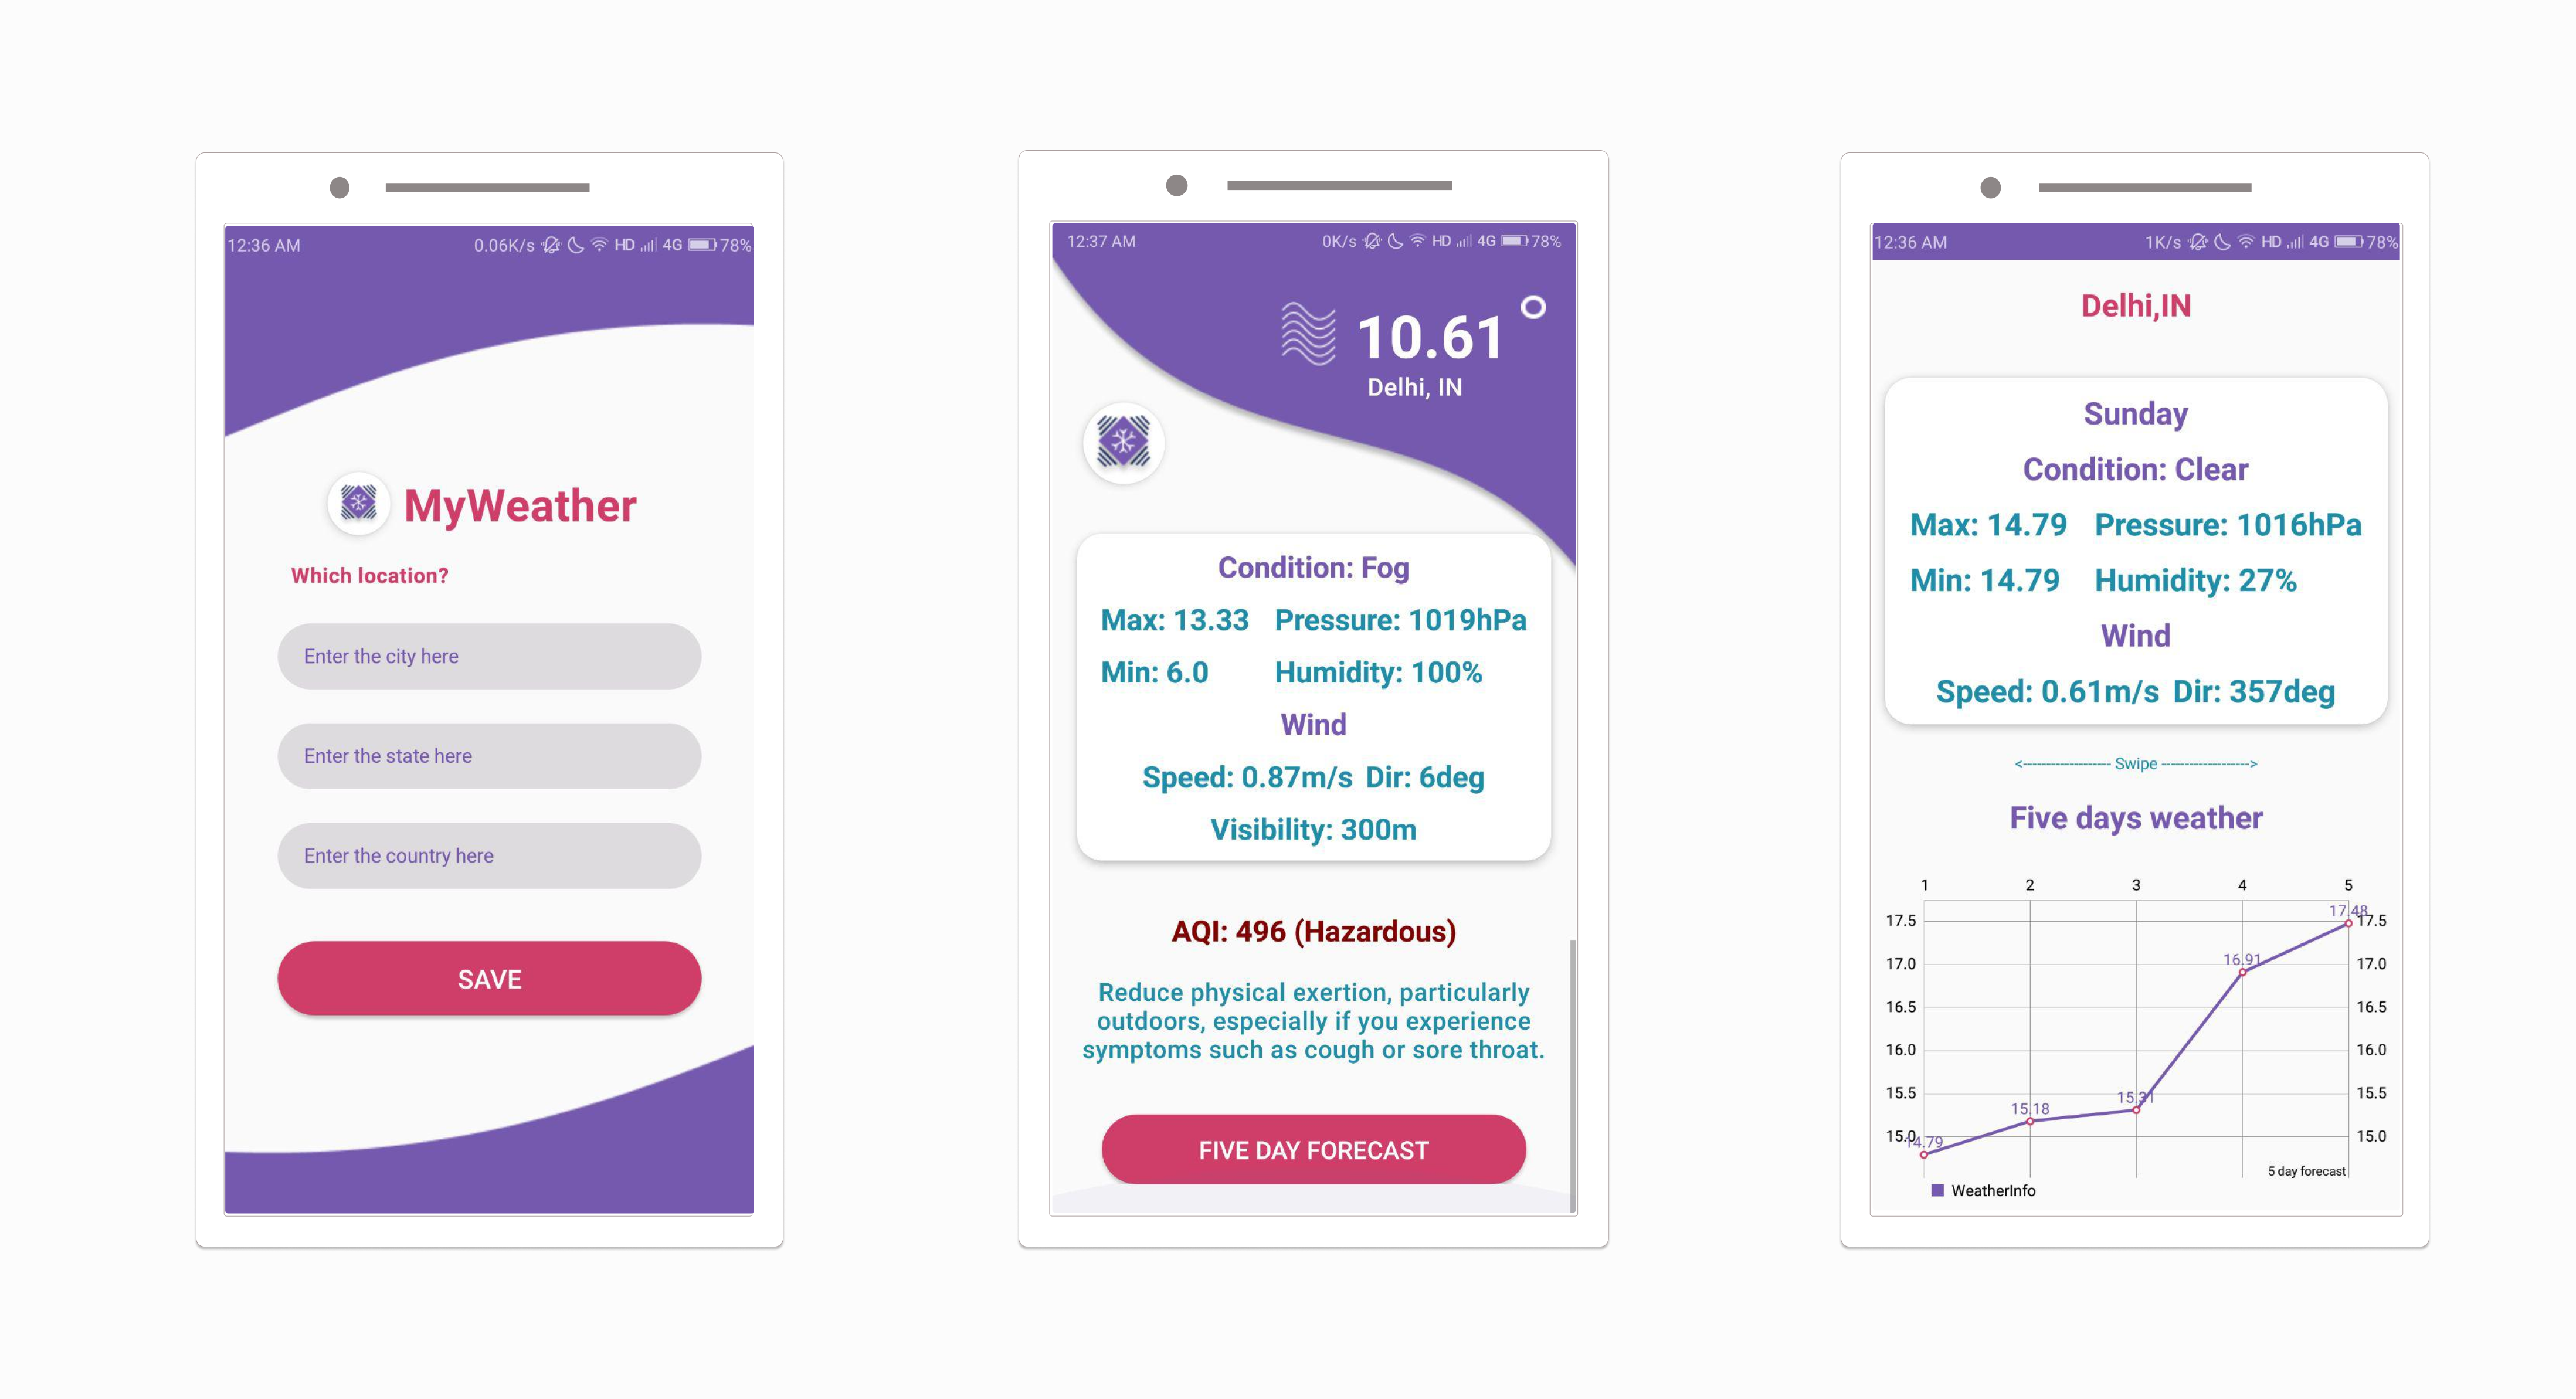 12:36 AM 0.06K/s HD 4G 78%
MyWeather
Which location?
Enter the city here
Enter the state here
Enter the country here
SAVE
12:37 AM 0K/s HD 4G 78%
10.61°
Delhi, IN
Condition: Fog
Max: 13.33 Pressure: 1019hPa
Min: 6.0 Humidity: 100%
Wind
Speed: 0.87m/s Dir: 6deg
Visibility: 300m
AQI: 496 (Hazardous)
Reduce physical exertion, particularly
outdoors, especially if you experience
symptoms such as cough or sore throat.
FIVE DAY FORECAST
12:36 AM 1K/s HD 4G 78%
Delhi,IN
Sunday
Condition: Clear
Max: 14.79 Pressure: 1016hPa
Min: 14.79 Humidity: 27%
Wind
Speed: 0.61m/s Dir: 357deg
<------------------- Swipe ------------------->
Five days weather
1 2 3 4 5
17.48
17.5 17.5
16.91
17.0 17.0
16.5 16.5
16.0 16.0
15.5 15.5
15.31
15.18
15.0 15.0
14.79
5 day forecast
WeatherInfo